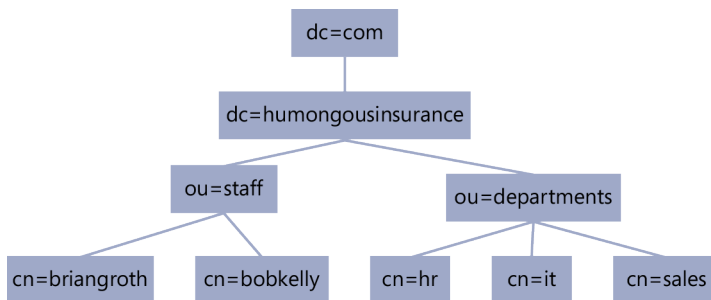 dc=com
dc=humongousinsurance
ou=staff
ou=departments
cn=briangroth
cn=bobkelly
cn=hr
cn=it
cn=sales